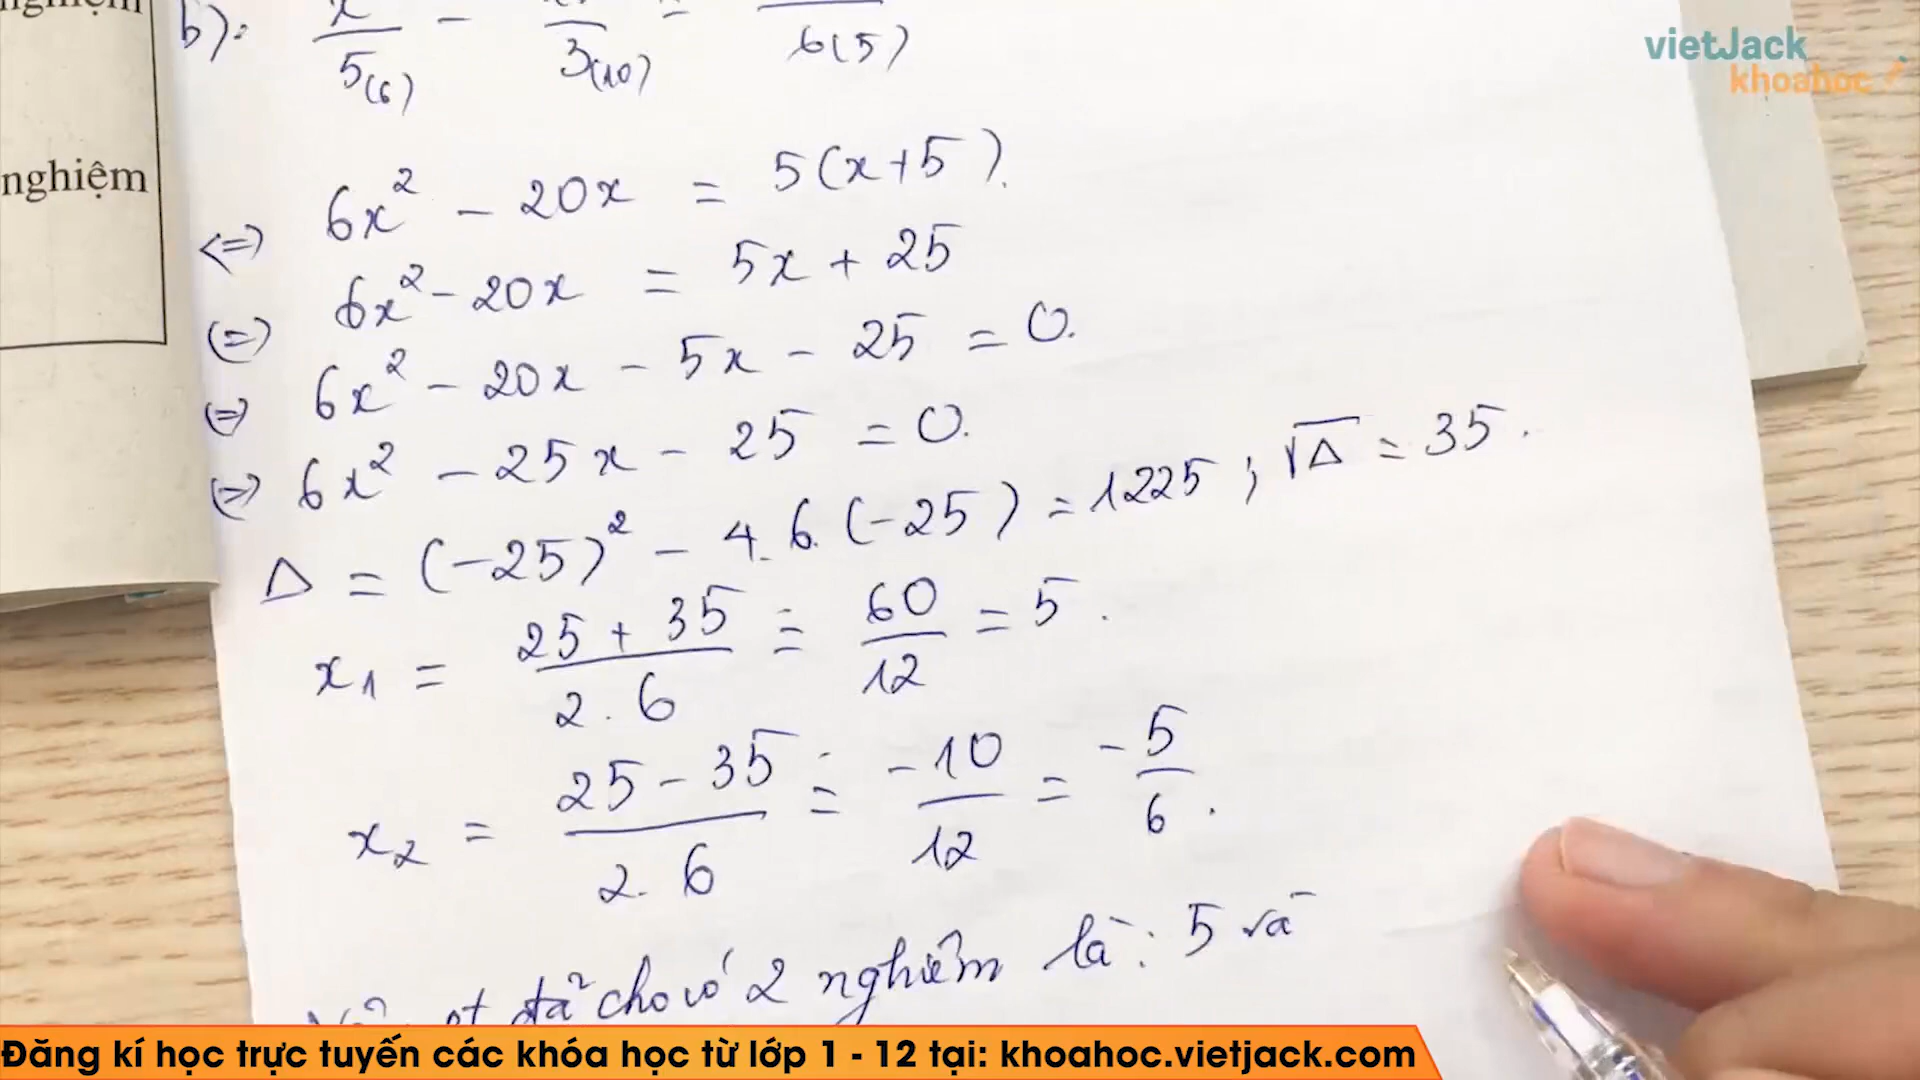 vietJack
khoahoc
nghiệm
b):
5(6) 3(10) 6(5)
6x² - 20x = 5(x+5).
<=> 6x² - 20x = 5x + 25
(=) 6x² - 20x - 5x - 25 = 0.
(=) 6x² - 25x - 25 = 0.
Δ = (-25)² - 4.6.(-25) = 1225 ; √Δ = 35.
x₁ = (25 + 35)/(2.6) = 60/12 = 5.
x₂ = (25 - 35)/(2.6) = -10/12 = -5/6.
pt đã cho có 2 nghiệm là: 5 và
Đăng kí học trực tuyến các khóa học từ lớp 1 - 12 tại: khoahoc.vietjack.com